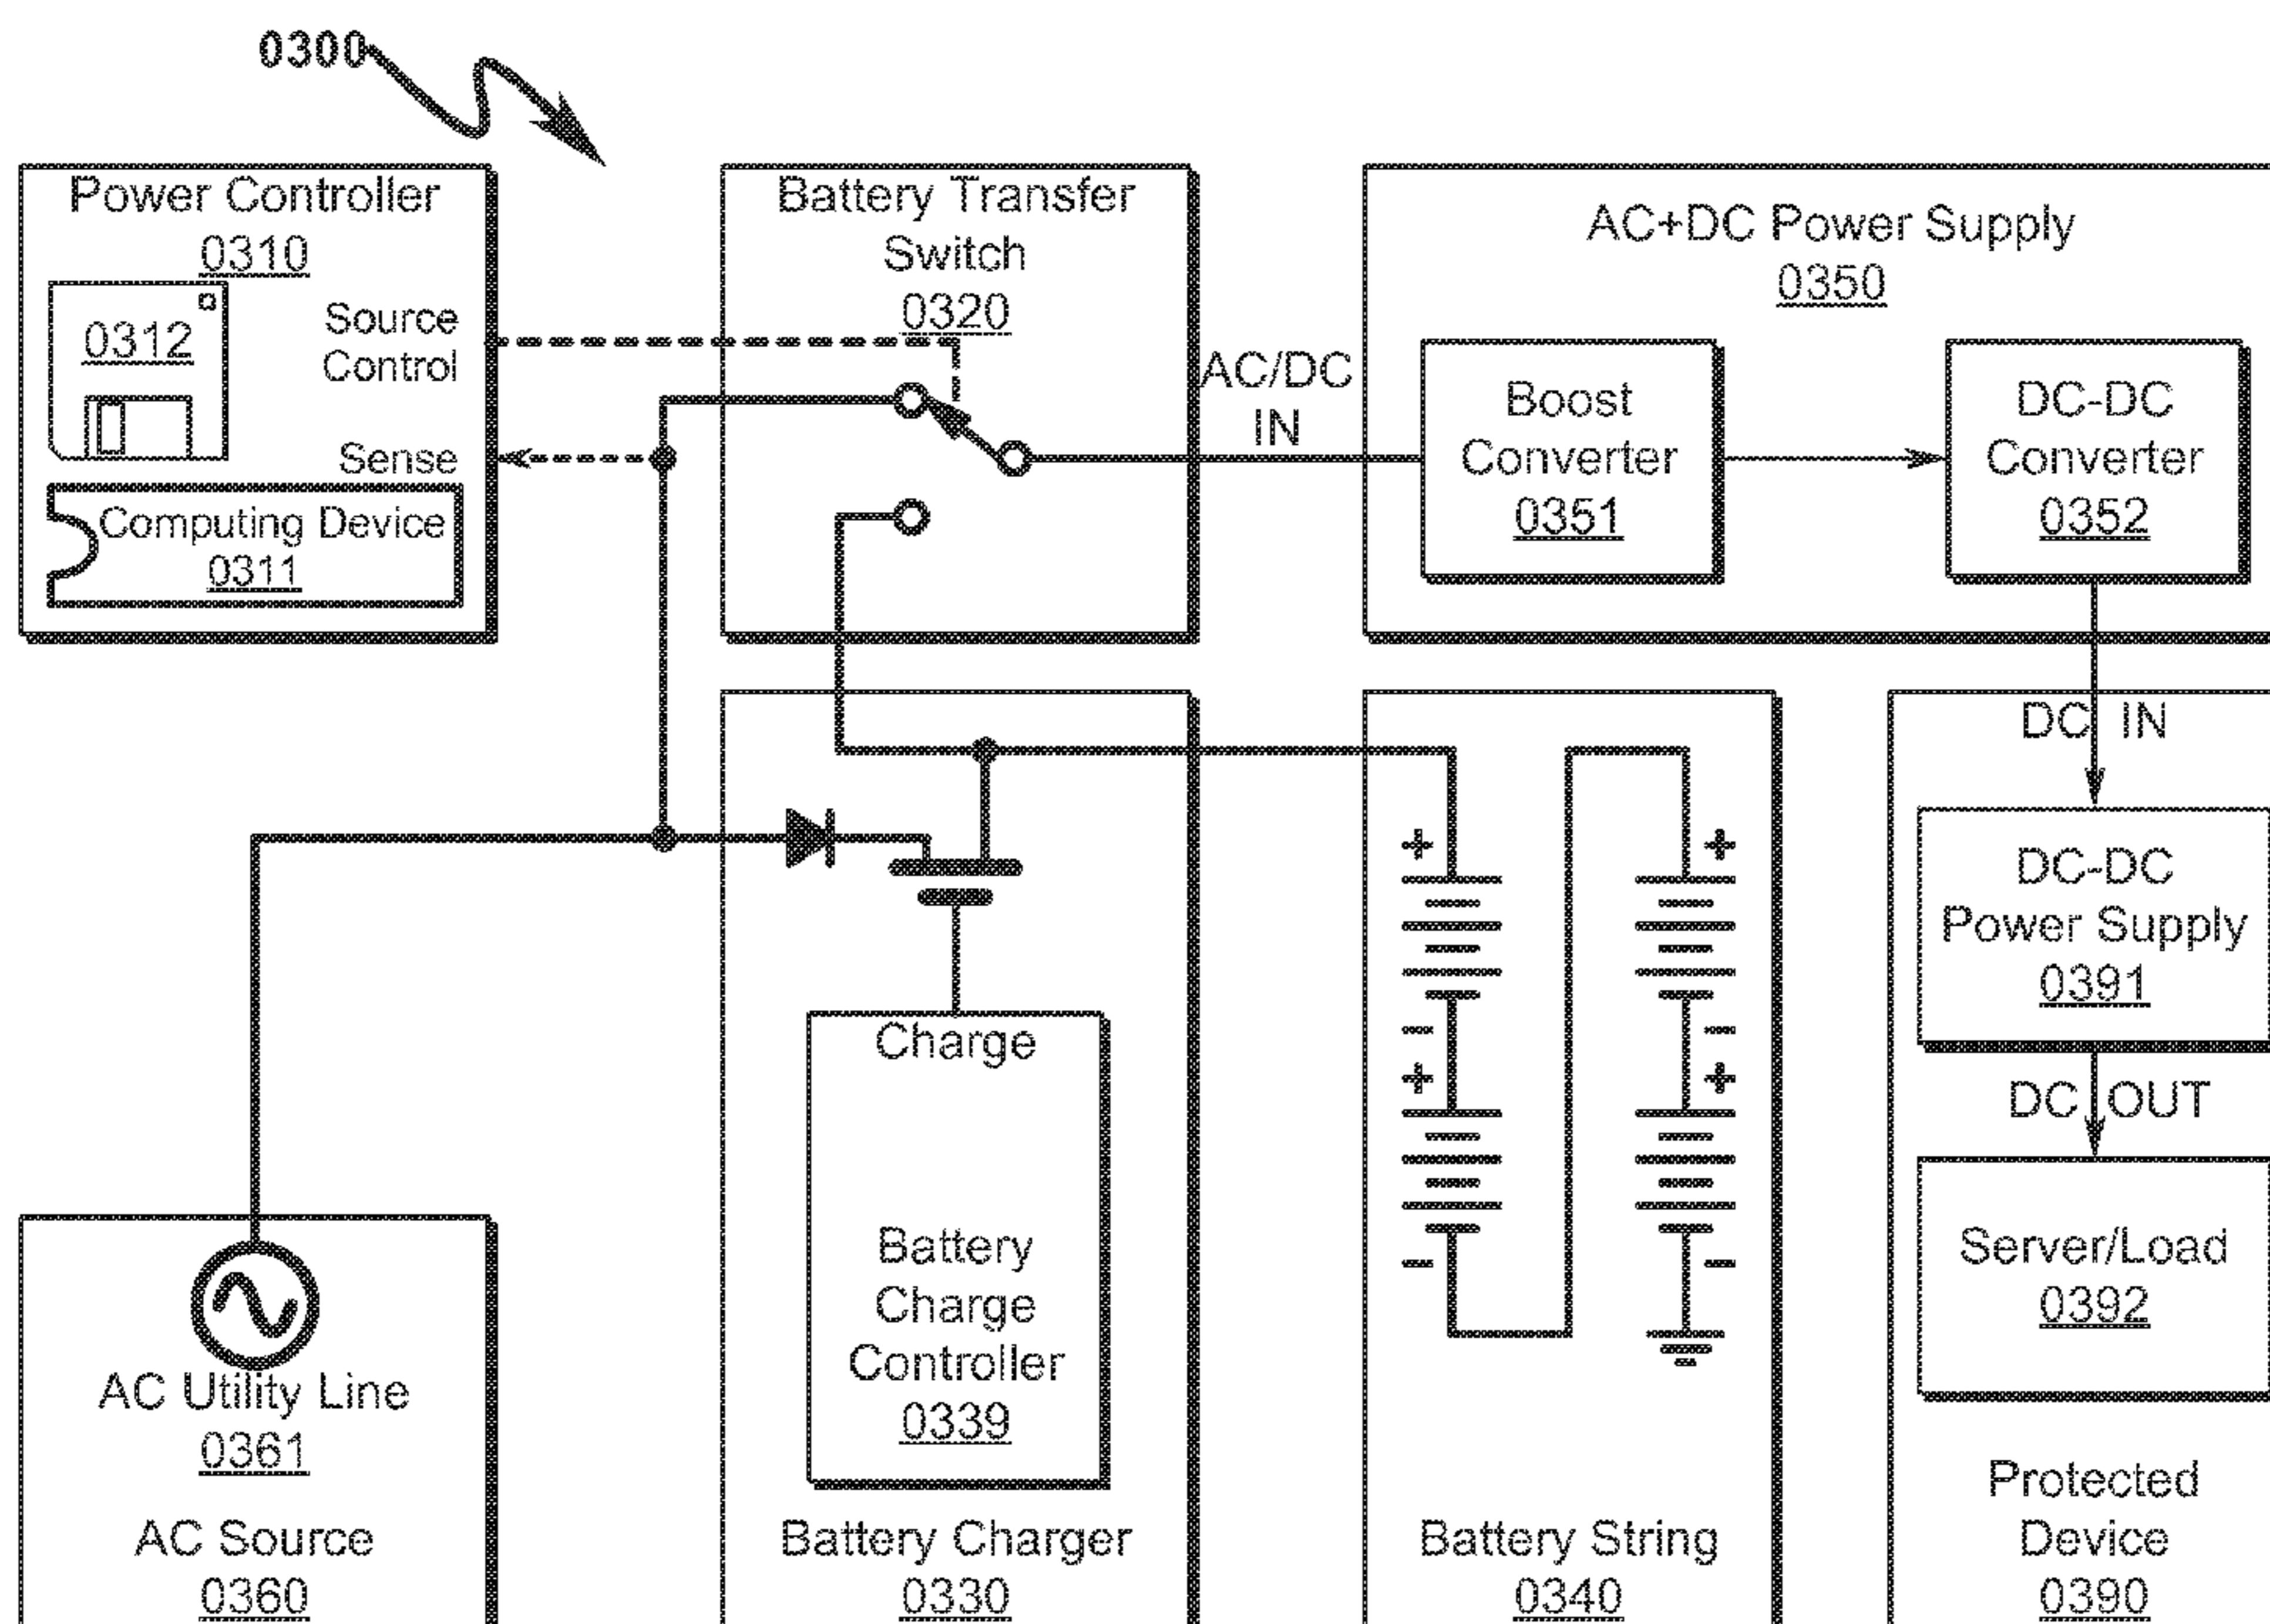 0300
Power Controller
0310
0312
Source
Control
Sense
Computing Device
0311
Battery Transfer
Switch
0320
AC/DC
IN
AC+DC Power Supply
0350
Boost
Converter
0351
DC-DC
Converter
0352
DC IN
DC-DC
Power Supply
0391
DC OUT
Server/Load
0392
Protected
Device
0390
+
+
-
-
+
+
-
-
Battery String
0340
Charge
Battery
Charge
Controller
0339
Battery Charger
0330
AC Utility Line
0361
AC Source
0360